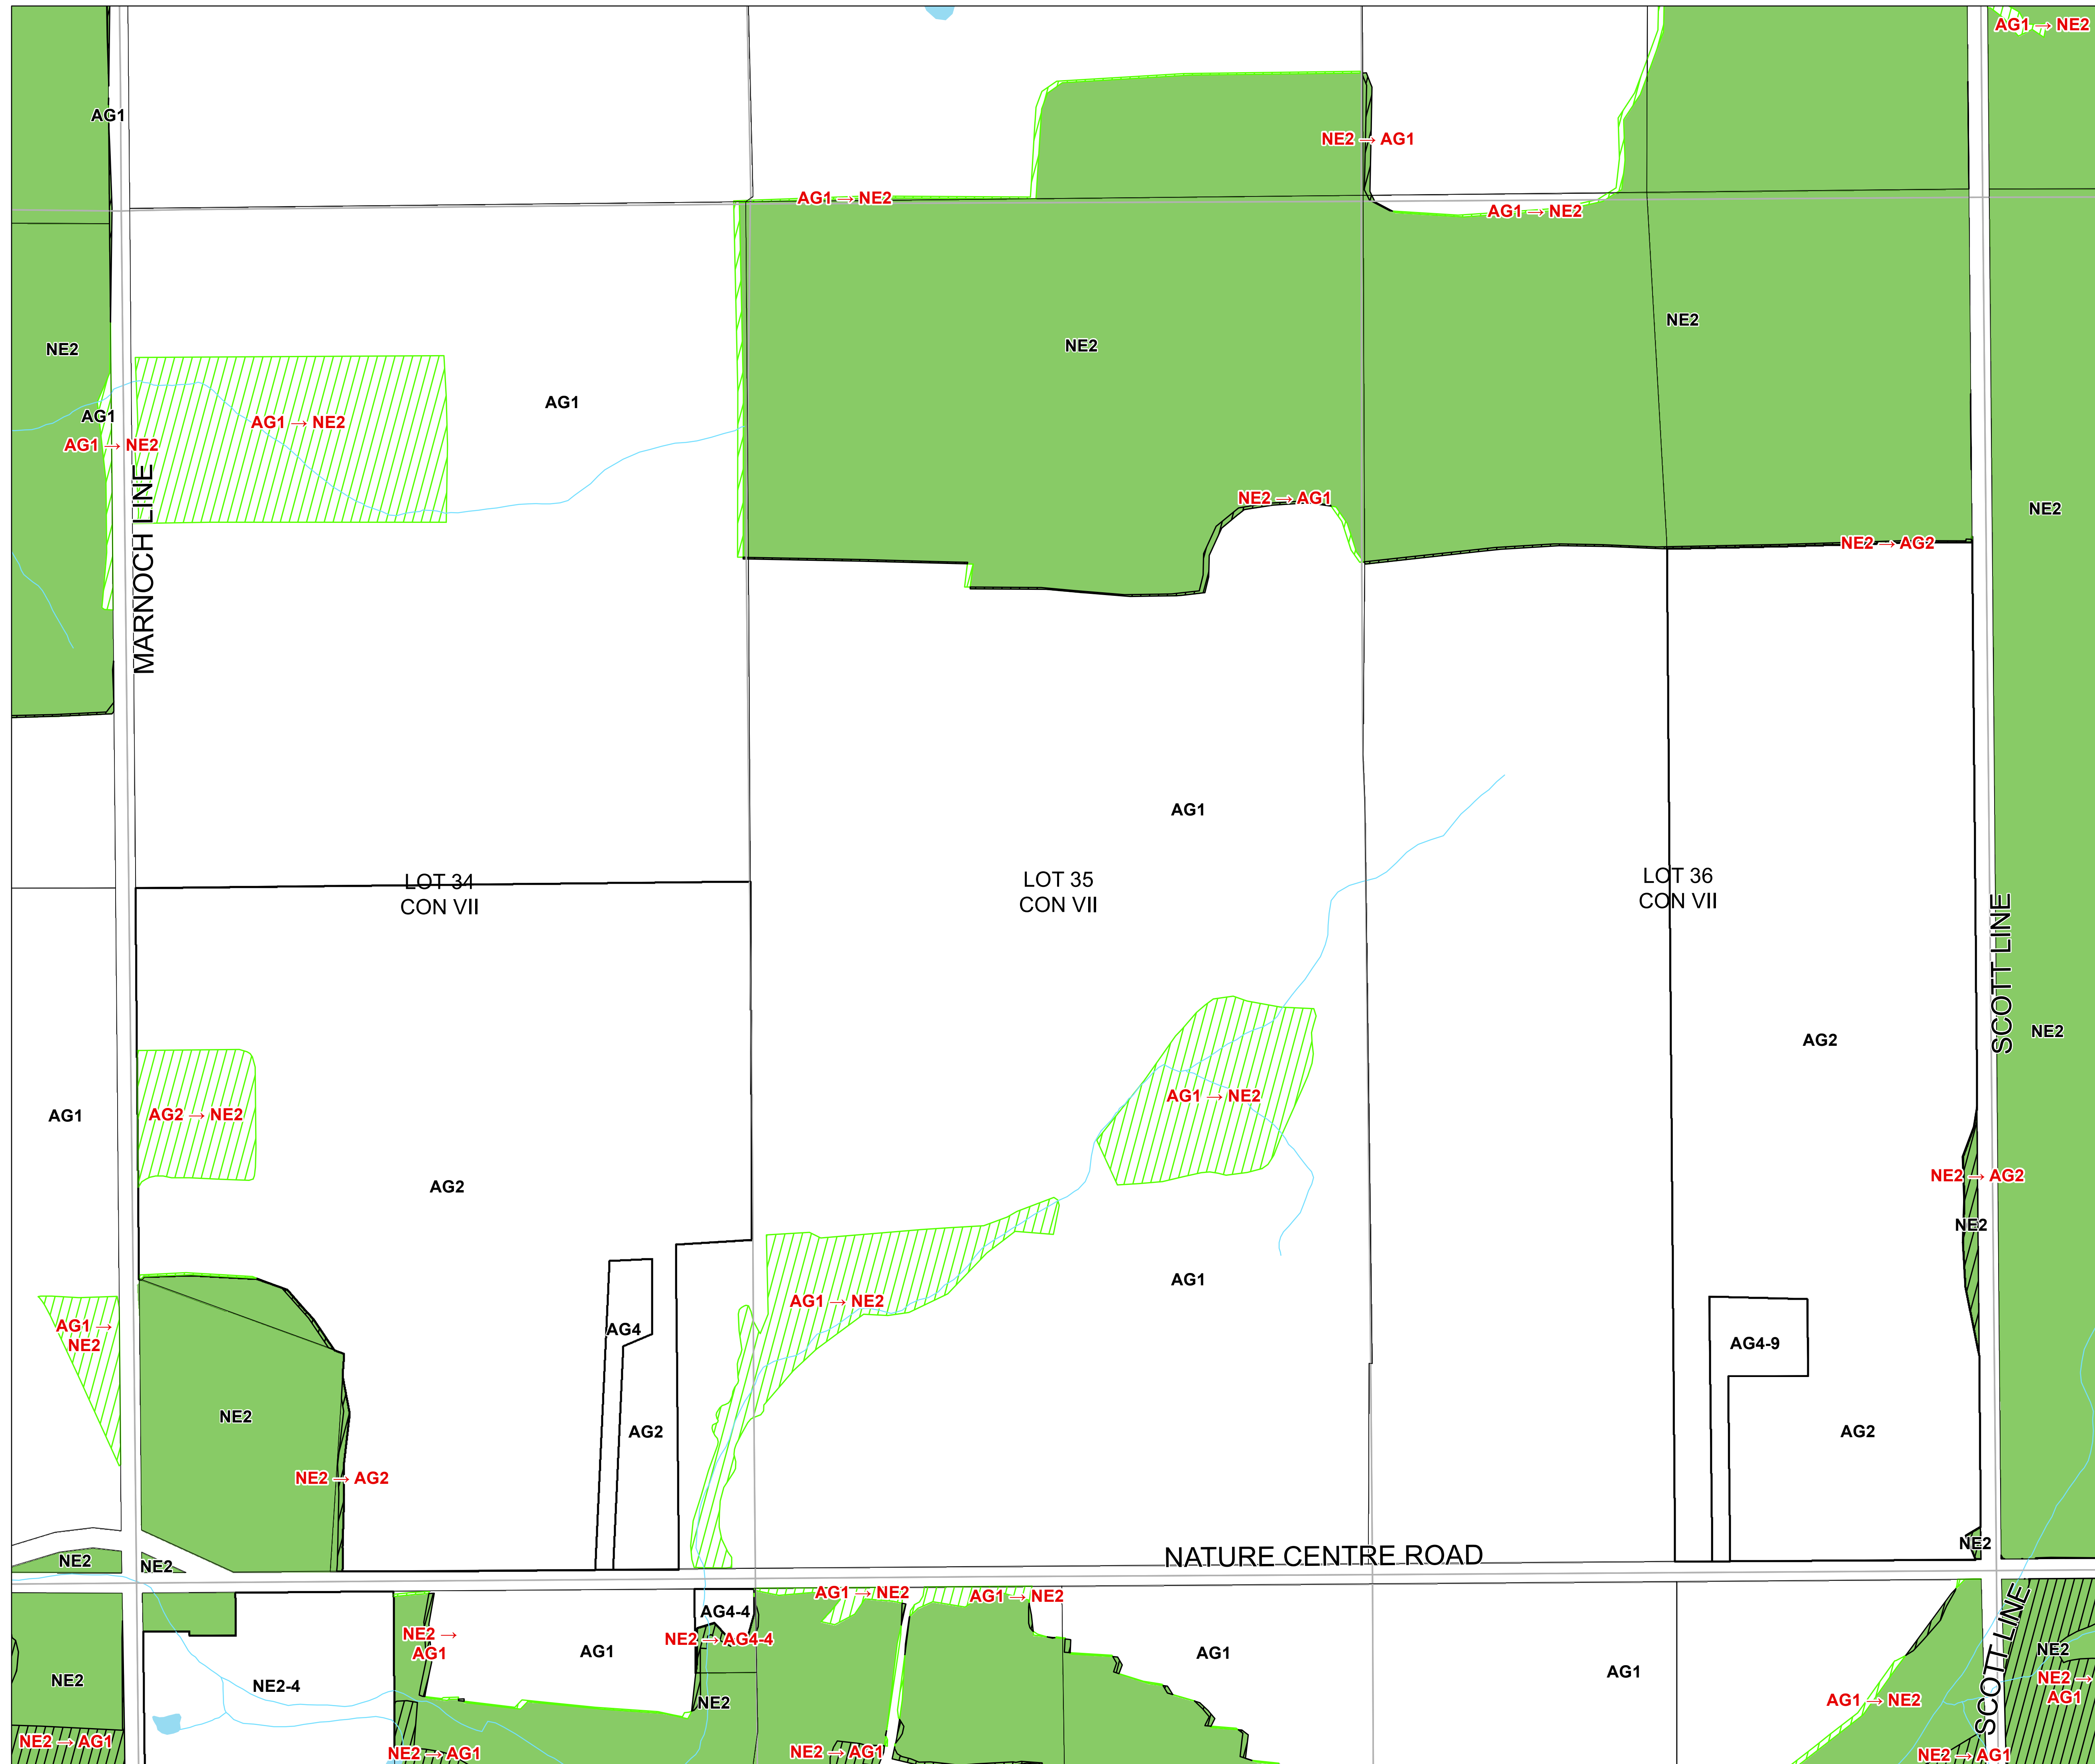 AG1 → NE2
AG1
NE2 → AG1
AG1 → NE2
AG1 → NE2
NE2
NE2
NE2
AG1
AG1
AG1 → NE2
AG1 → NE2
NE2 → AG1
NE2
NE2 → AG2
MARNOCH LINE
AG1
LOT 34
CON VII
LOT 35
CON VII
LOT 36
CON VII
SCOTT LINE
NE2
AG2
AG1 → NE2
AG1
AG2 → NE2
NE2 → AG2
AG2
NE2
AG1
AG1 → NE2
AG1 →
NE2
AG4
AG4-9
NE2
AG2
AG2
NE2 → AG2
NE2
NATURE CENTRE ROAD
NE2
NE2
AG1 → NE2
AG1 → NE2
AG4-4
NE2 →
AG1
NE2 → AG4-4
AG1
AG1
NE2
SCOTT LINE
NE2
NE2-4
AG1
NE2 →
AG1
NE2
AG1 → NE2
NE2 → AG1
NE2 → AG1
NE2 → AG1
NE2 → AG1